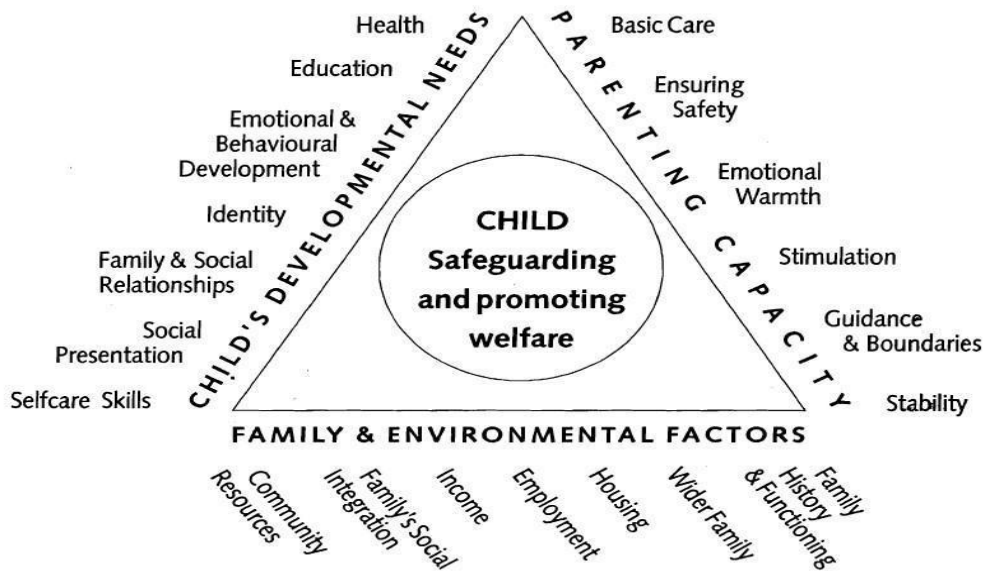 Health
Education
Emotional &
Behavioural
Development
Identity
Family & Social
Relationships
Social
Presentation
Selfcare Skills
CHILD'S DEVELOPMENTAL NEEDS
CHILD
Safeguarding
and promoting
welfare
PARENTING CAPACITY
Basic Care
Ensuring
Safety
Emotional
Warmth
Stimulation
Guidance
& Boundaries
Stability
FAMILY & ENVIRONMENTAL FACTORS
Community
Resources
Family's Social
Integration
Income
Employment
Housing
Wider Family
Family
History
& Functioning